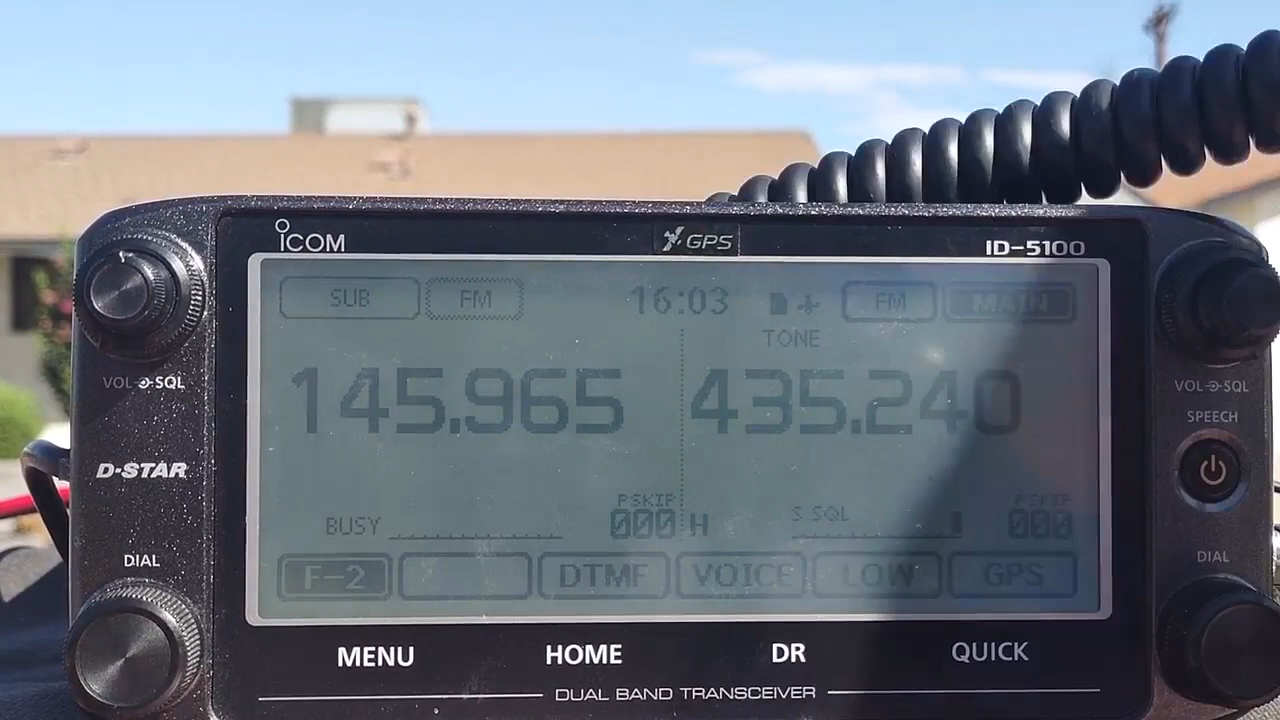 ICOM
GPS
ID-5100
SUB FM 16:03 FM MAIN
TONE
145.965 435.240
PSKIP PSKIP
BUSY 000 H S SQL 000
F-2 DTMF VOICE LOW GPS
VOL SQL
D-STAR
DIAL
VOL SQL
SPEECH
DIAL
MENU HOME DR QUICK
DUAL BAND TRANSCEIVER